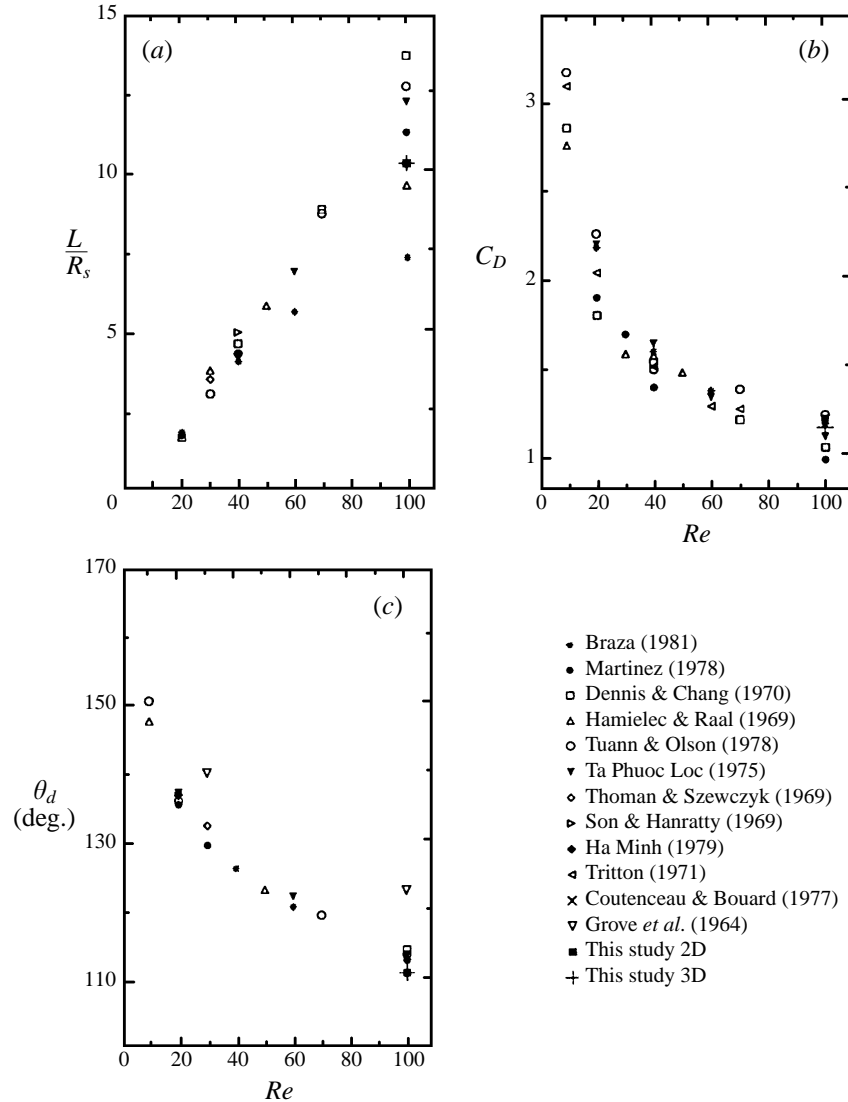 15
(a)
10
L
R_s
5
0
20
40
60
80
100
(b)
3
C_D
2
1
0
20
40
60
80
100
Re
170
(c)
150
θ_d
(deg.)
130
110
0
20
40
60
80
100
Re
Braza (1981)
Martinez (1978)
Dennis & Chang (1970)
Hamielec & Raal (1969)
Tuann & Olson (1978)
Ta Phuoc Loc (1975)
Thoman & Szewczyk (1969)
Son & Hanratty (1969)
Ha Minh (1979)
Tritton (1971)
Coutenceau & Bouard (1977)
Grove et al. (1964)
This study 2D
This study 3D